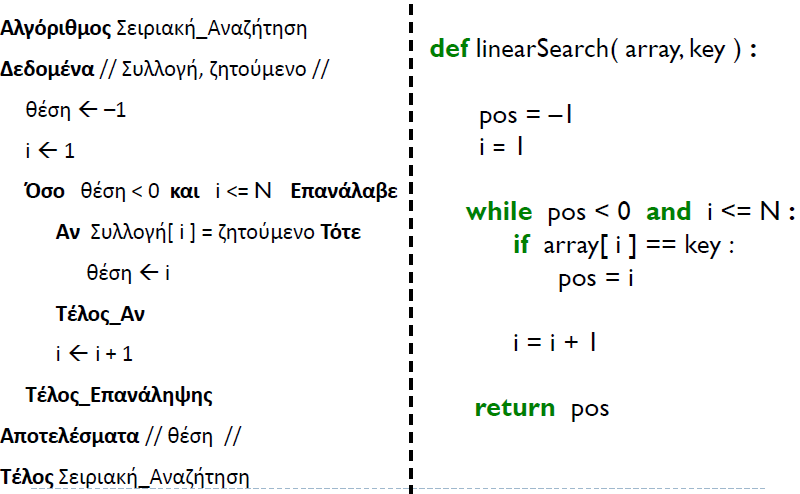 Αλγόριθμος Σειριακή_Αναζήτηση
Δεδομένα // Συλλογή, ζητούμενο //
θέση ← –1
i ← 1
Όσο θέση < 0 και i <= N Επανάλαβε
Αν Συλλογή[ i ] = ζητούμενο Τότε
θέση ← i
Τέλος_Αν
i ← i + 1
Τέλος_Επανάληψης
Αποτελέσματα // θέση //
Τέλος Σειριακή_Αναζήτηση
def linearSearch( array, key ) :
pos = –1
i = 1
while pos < 0 and i <= N :
if array[ i ] == key :
pos = i
i = i + 1
return pos